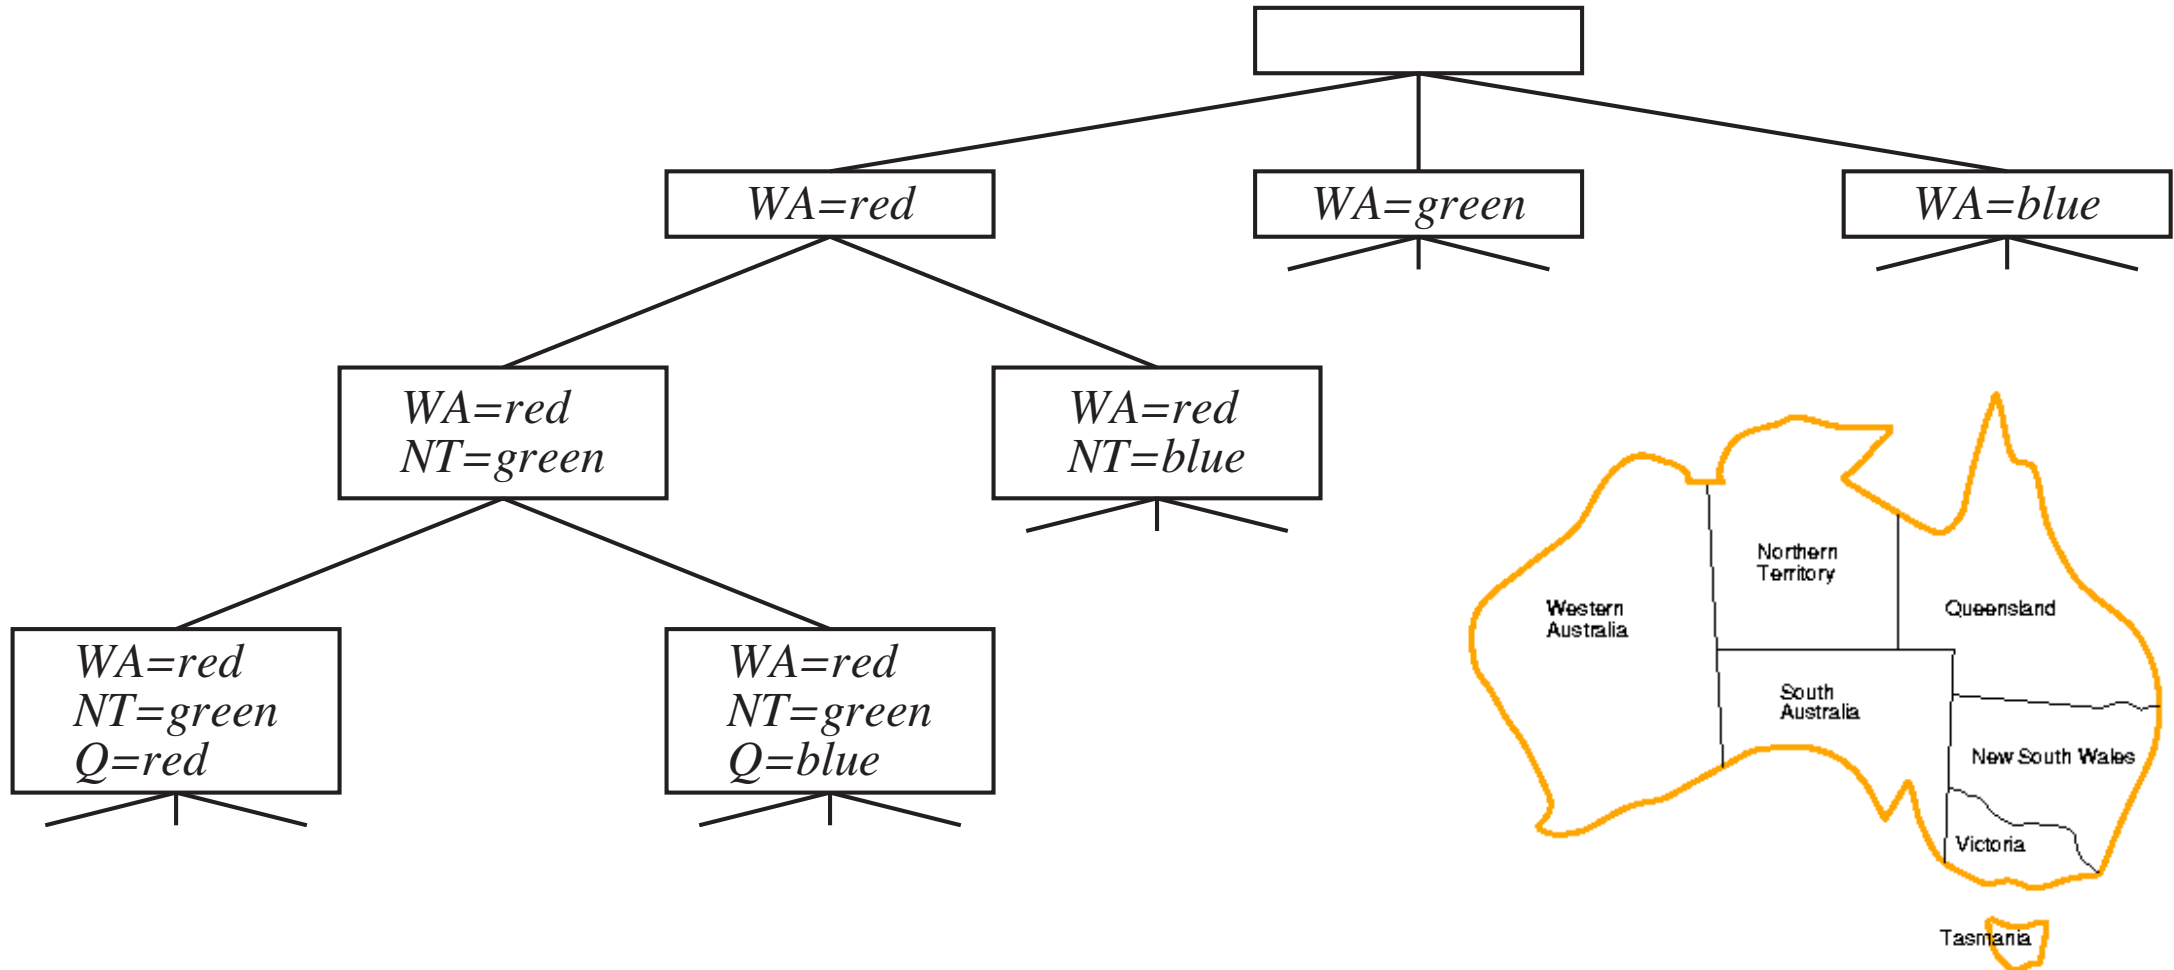 WA=red
WA=green
WA=blue
WA=red
NT=green
WA=red
NT=blue
WA=red
NT=green
Q=red
WA=red
NT=green
Q=blue
Northern
Territory
Western
Australia
Queensland
South
Australia
New South Wales
Victoria
Tasmania